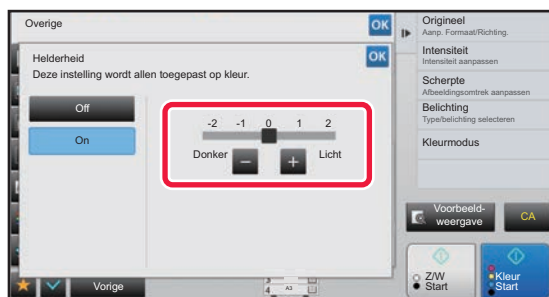 Overige
OK
Helderheid
OK
Deze instelling wordt allen toegepast op kleur.
Off
On
-2 -1 0 1 2
Donker
Licht
Vorige
3
4
A3
Origineel
Aanp. Formaat/Richting.
Intensiteit
Intensiteit aanpassen
Scherpte
Afbeeldingsomtrek aanpassen
Belichting
Type/belichting selecteren
Kleurmodus
Voorbeeld-
weergave
CA
Z/W
Start
Kleur
Start